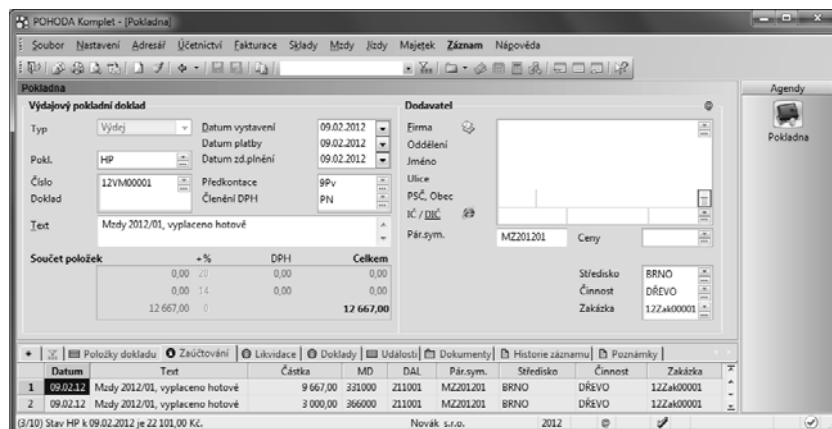 POHODA Komplet - [Pokladna]
Soubor Nastavení Adresář Účetnictví Fakturace Sklady Mzdy Jízdy Majetek Záznam Nápověda
Pokladna
Agendy
Výdajový pokladní doklad
Dodavatel
Typ Výdej Datum vystavení 09.02.2012 Firma
Pokladna
Datum platby 09.02.2012 Oddělení
Pokl. HP Datum zd.plnění 09.02.2012 Jméno
Ulice
Číslo 12VM00001 Předkontace 9Pv PSČ, Obec
Doklad Členění DPH PN
IČ / DIČ
Text Mzdy 2012/01, vyplaceno hotově
Pár.sym. MZ201201 Ceny
Součet položek +% DPH Celkem
0,00 20 0,00 0,00 Středisko BRNO
0,00 14 0,00 0,00 Činnost DŘEVO
12 667,00 0 12 667,00 Zakázka 12Zak00001
Položky dokladu Zaúčtování Likvidace Doklady Události Dokumenty Historie záznamu Poznámky
Datum Text Částka MD DAL Pár.sym. Středisko Činnost Zakázka
1 09.02.12 Mzdy 2012/01, vyplaceno hotově 9 667,00 331000 211001 MZ201201 BRNO DŘEVO 12Zak00001
2 09.02.12 Mzdy 2012/01, vyplaceno hotově 3 000,00 366000 211001 MZ201201 BRNO DŘEVO 12Zak00001
(3/10) Stav HP k 09.02.2012 je 22 101,00 Kč. Novák s.r.o. 2012 @